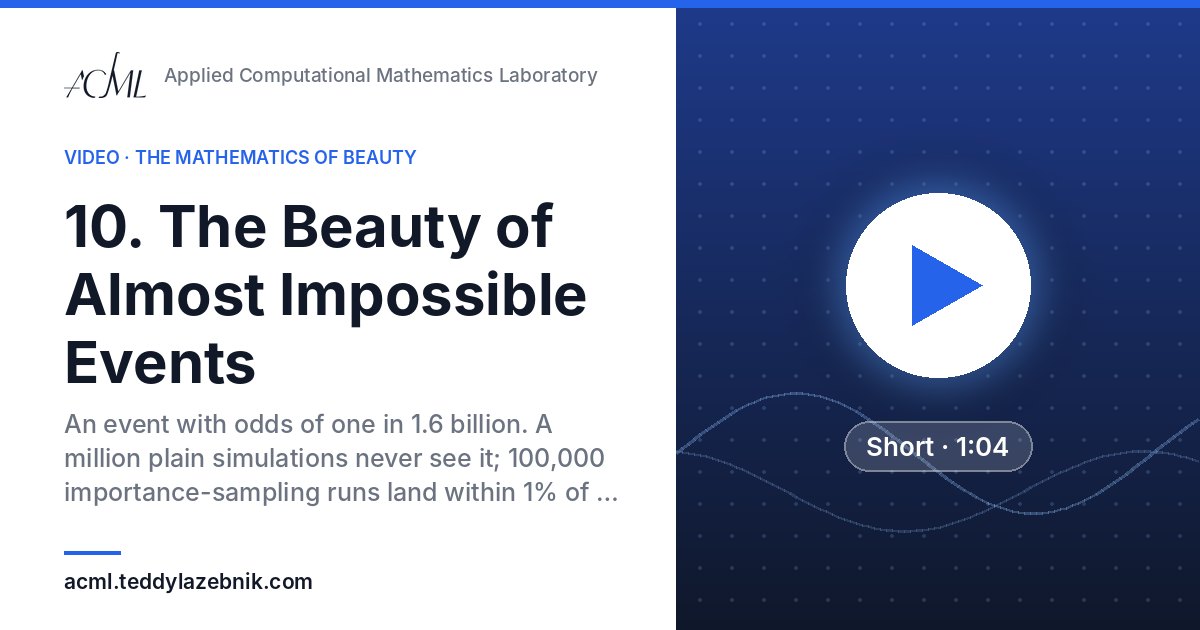 ACML
Applied Computational Mathematics Laboratory
VIDEO · THE MATHEMATICS OF BEAUTY
10. The Beauty of
Almost Impossible
Events
An event with odds of one in 1.6 billion. A
million plain simulations never see it; 100,000
importance-sampling runs land within 1% of ...
acml.teddylazebnik.com
Short · 1:04